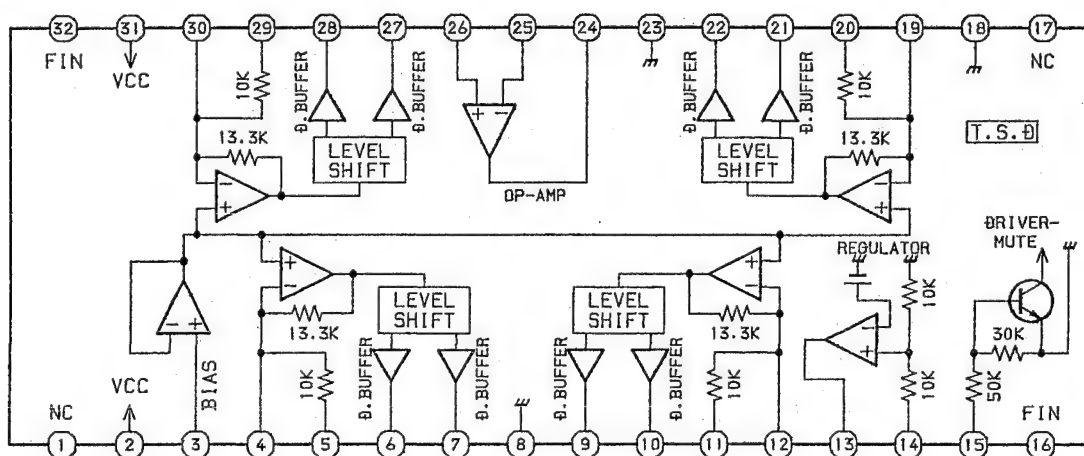 32 31 30 29 28 27 26 25 24 23 22 21 20 19 18 17
FIN VCC NC
10K Ɖ.BUFFER Ɖ.BUFFER Ɖ.BUFFER Ɖ.BUFFER 10K
- +
T.S.Ɖ
13.3K LEVEL SHIFT LEVEL SHIFT 13.3K
- + OP-AMP - +
REGULATOR ƉRIVER-MUTE
+ - + -
LEVEL SHIFT LEVEL SHIFT 10K
- + 13.3K 13.3K - + 30K
VCC BIAS 10K Ɖ.BUFFER Ɖ.BUFFER Ɖ.BUFFER Ɖ.BUFFER 10K 10K 50K
NC FIN
1 2 3 4 5 6 7 8 9 10 11 12 13 14 15 16